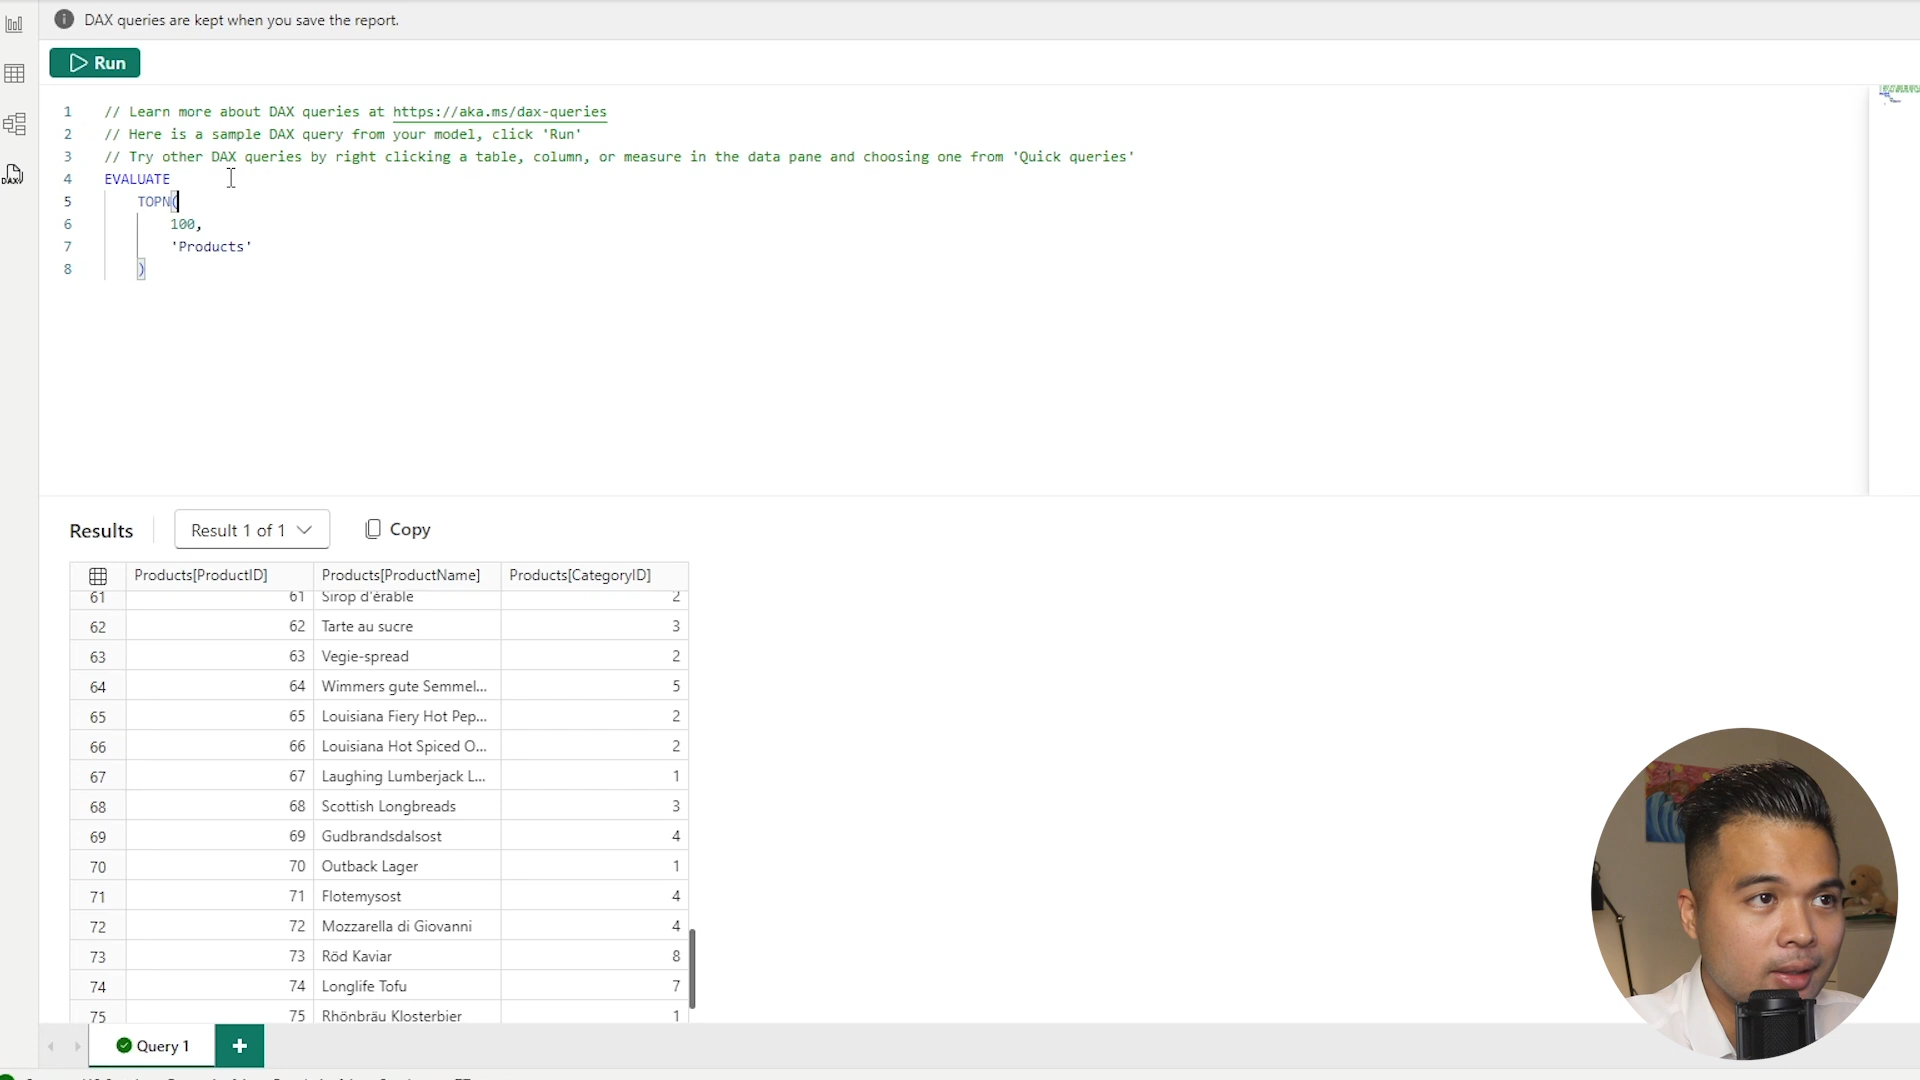 DAX queries are kept when you save the report.
Run
1 // Learn more about DAX queries at https://aka.ms/dax-queries
2 // Here is a sample DAX query from your model, click 'Run'
3 // Try other DAX queries by right clicking a table, column, or measure in the data pane and choosing one from 'Quick queries'
4 EVALUATE
5 TOPN(
6 100,
7 'Products'
8 )
DAX
Results Result 1 of 1 Copy
Products[ProductID] Products[ProductName] Products[CategoryID]
61 61 Sirop d'érable 2
62 62 Tarte au sucre 3
63 63 Vegie-spread 2
64 64 Wimmers gute Semmel... 5
65 65 Louisiana Fiery Hot Pep... 2
66 66 Louisiana Hot Spiced O... 2
67 67 Laughing Lumberjack L... 1
68 68 Scottish Longbreads 3
69 69 Gudbrandsdalsost 4
70 70 Outback Lager 1
71 71 Flotemysost 4
72 72 Mozzarella di Giovanni 4
73 73 Röd Kaviar 8
74 74 Longlife Tofu 7
75 75 Rhönbräu Klosterbier 1
Query 1 +